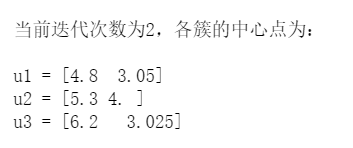 当前迭代次数为2，各簇的中心点为：
u1 = [4.8  3.05]
u2 = [5.3 4. ]
u3 = [6.2   3.025]